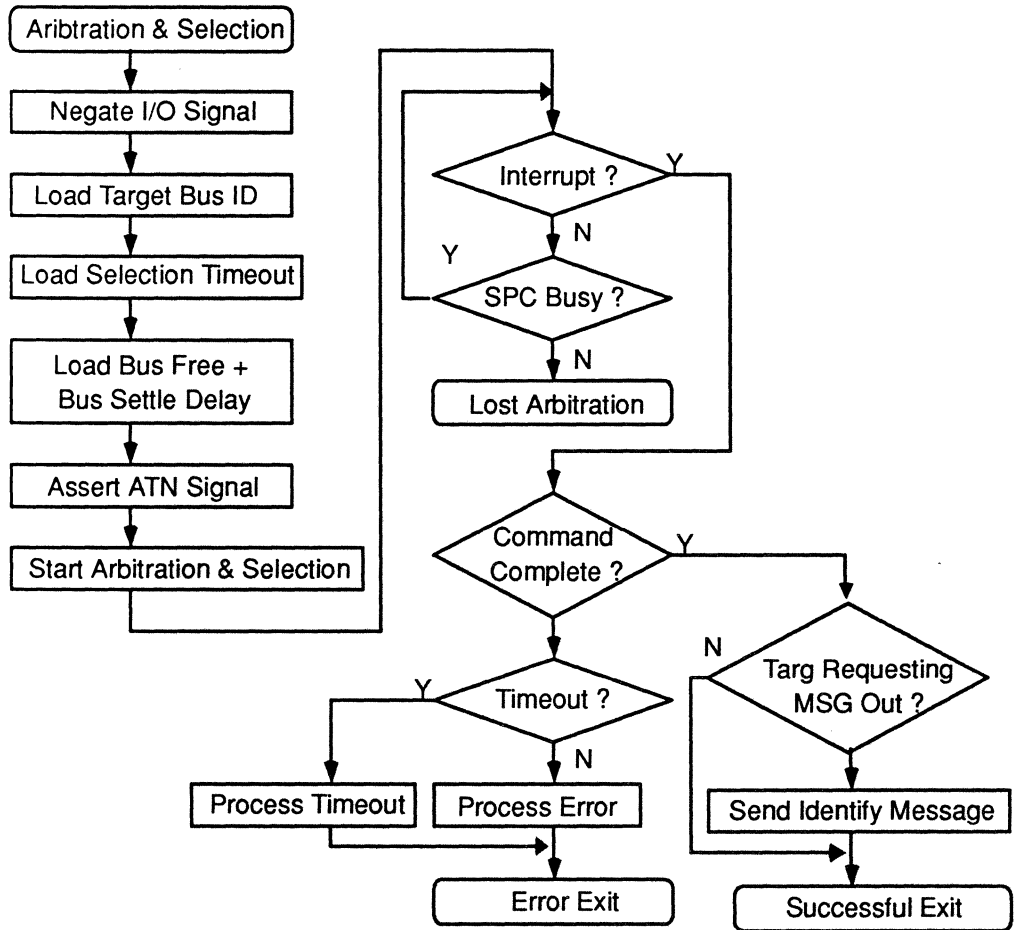 Aribtration & Selection
Negate I/O Signal
Load Target Bus ID
Load Selection Timeout
Load Bus Free +
Bus Settle Delay
Assert ATN Signal
Start Arbitration & Selection
Interrupt ?
Y
N
SPC Busy ?
Y
N
Lost Arbitration
Command
Complete ?
Y
Timeout ?
Y
N
Process Timeout
Process Error
Error Exit
Targ Requesting
MSG Out ?
N
Send Identify Message
Successful Exit